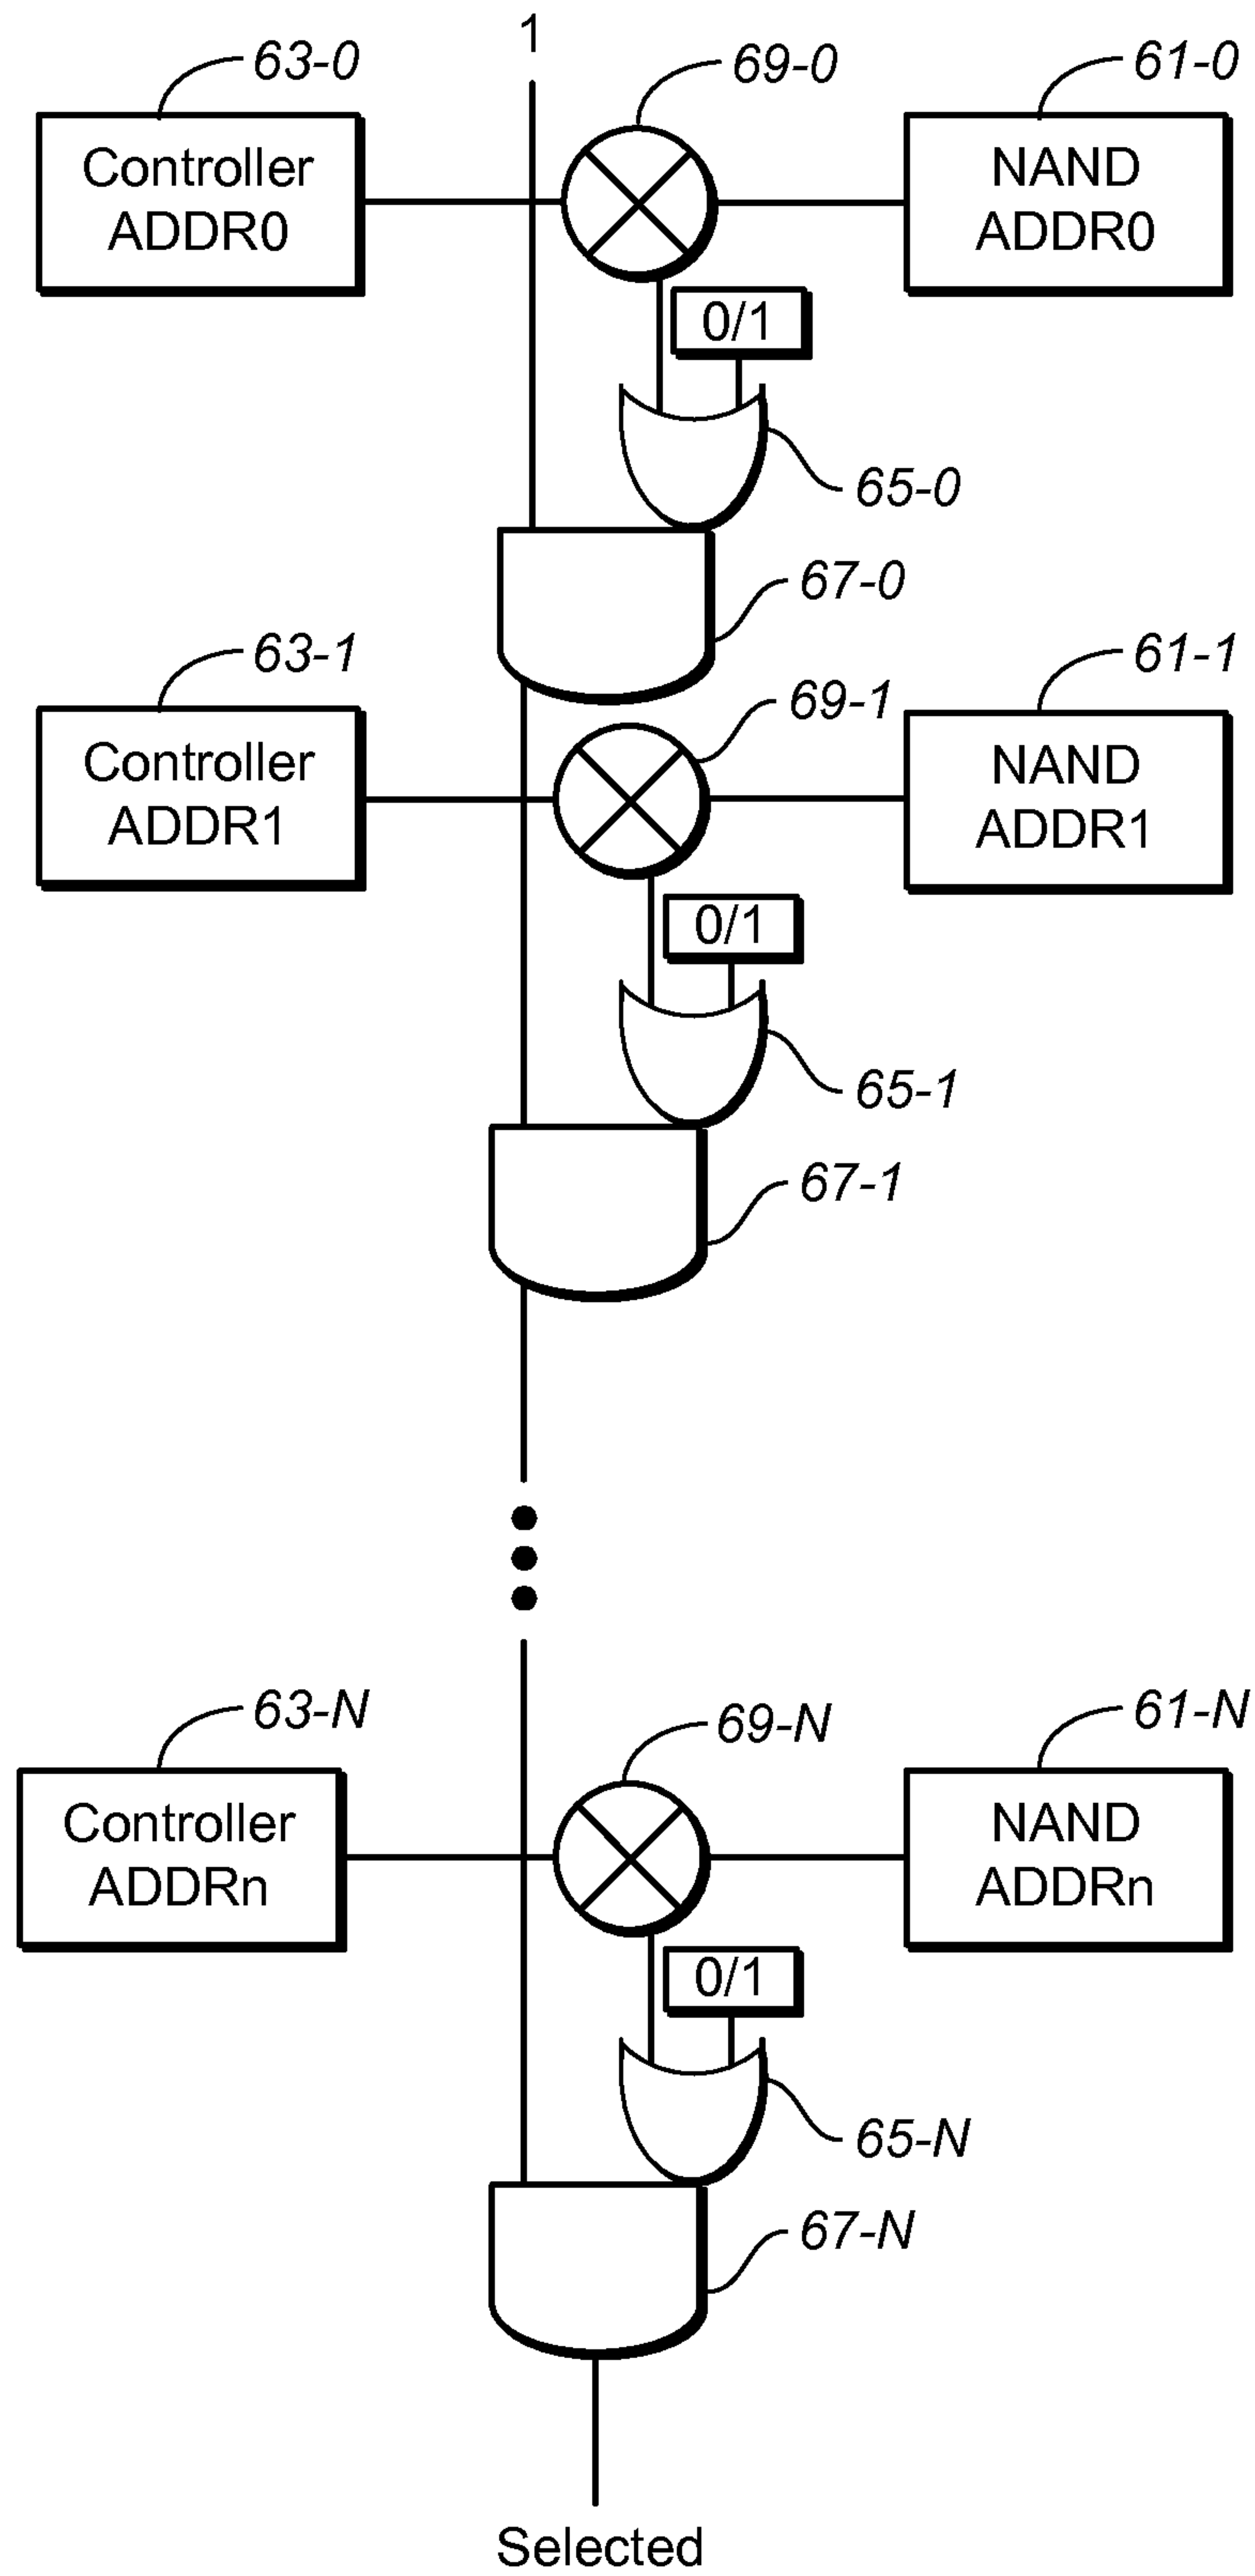 1
63-0
69-0
61-0
Controller
ADDR0
NAND
ADDR0
0/1
65-0
67-0
63-1
69-1
61-1
Controller
ADDR1
NAND
ADDR1
0/1
65-1
67-1
63-N
69-N
61-N
Controller
ADDRn
NAND
ADDRn
0/1
65-N
67-N
Selected